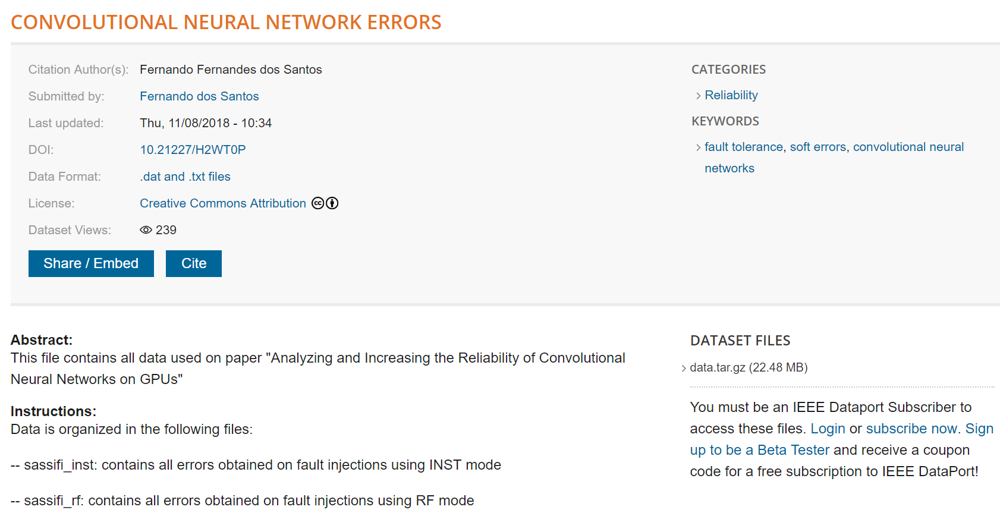 CONVOLUTIONAL NEURAL NETWORK ERRORS
Citation Author(s): Fernando Fernandes dos Santos
Submitted by: Fernando dos Santos
Last updated: Thu, 11/08/2018 - 10:34
DOI: 10.21227/H2WT0P
Data Format: .dat and .txt files
License: Creative Commons Attribution
Dataset Views: 239
Share / Embed Cite
CATEGORIES
Reliability
KEYWORDS
fault tolerance, soft errors, convolutional neural
networks
Abstract:
This file contains all data used on paper "Analyzing and Increasing the Reliability of Convolutional
Neural Networks on GPUs"
Instructions:
Data is organized in the following files:
-- sassifi_inst: contains all errors obtained on fault injections using INST mode
-- sassifi_rf: contains all errors obtained on fault injections using RF mode
DATASET FILES
data.tar.gz (22.48 MB)
You must be an IEEE Dataport Subscriber to
access these files. Login or subscribe now. Sign
up to be a Beta Tester and receive a coupon
code for a free subscription to IEEE DataPort!